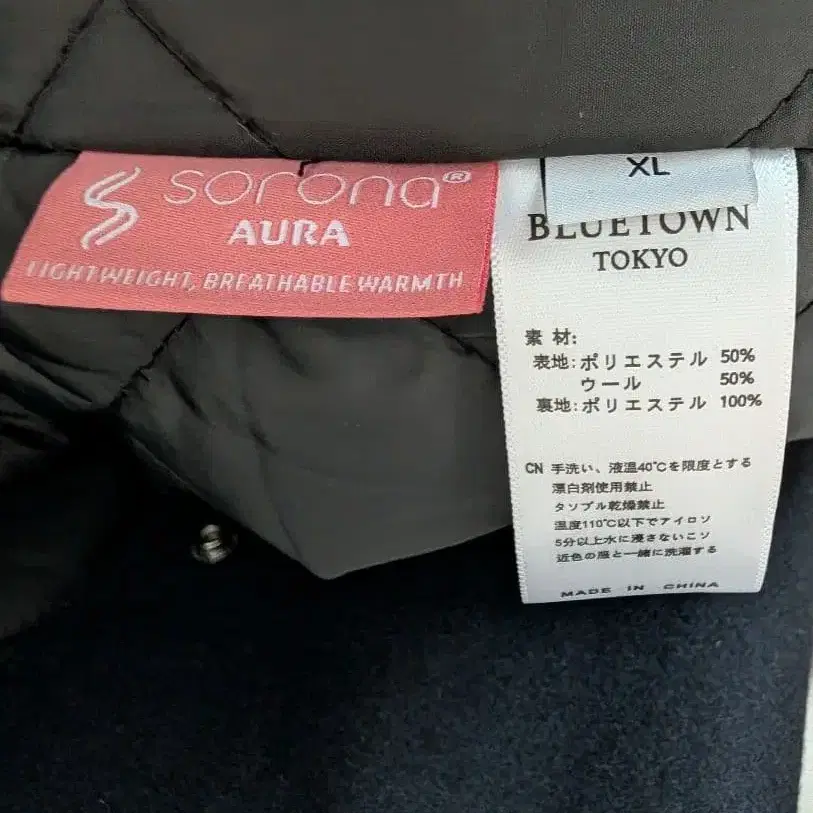 sorona®
AURA
LIGHTWEIGHT, BREATHABLE WARMTH
XL
BLUETOWN
TOKYO
素 材:
表地:ポリエステル 50%
ウール 50%
裏地:ポリエステル 100%
CN 手洗い、液温40℃を限度とする
漂白剤使用禁止
タソブル乾燥禁止
温度110℃以下でアイロソ
5分以上水に浸さないこソ
近色の服と一緒に洗濯する
MADE IN CHINA